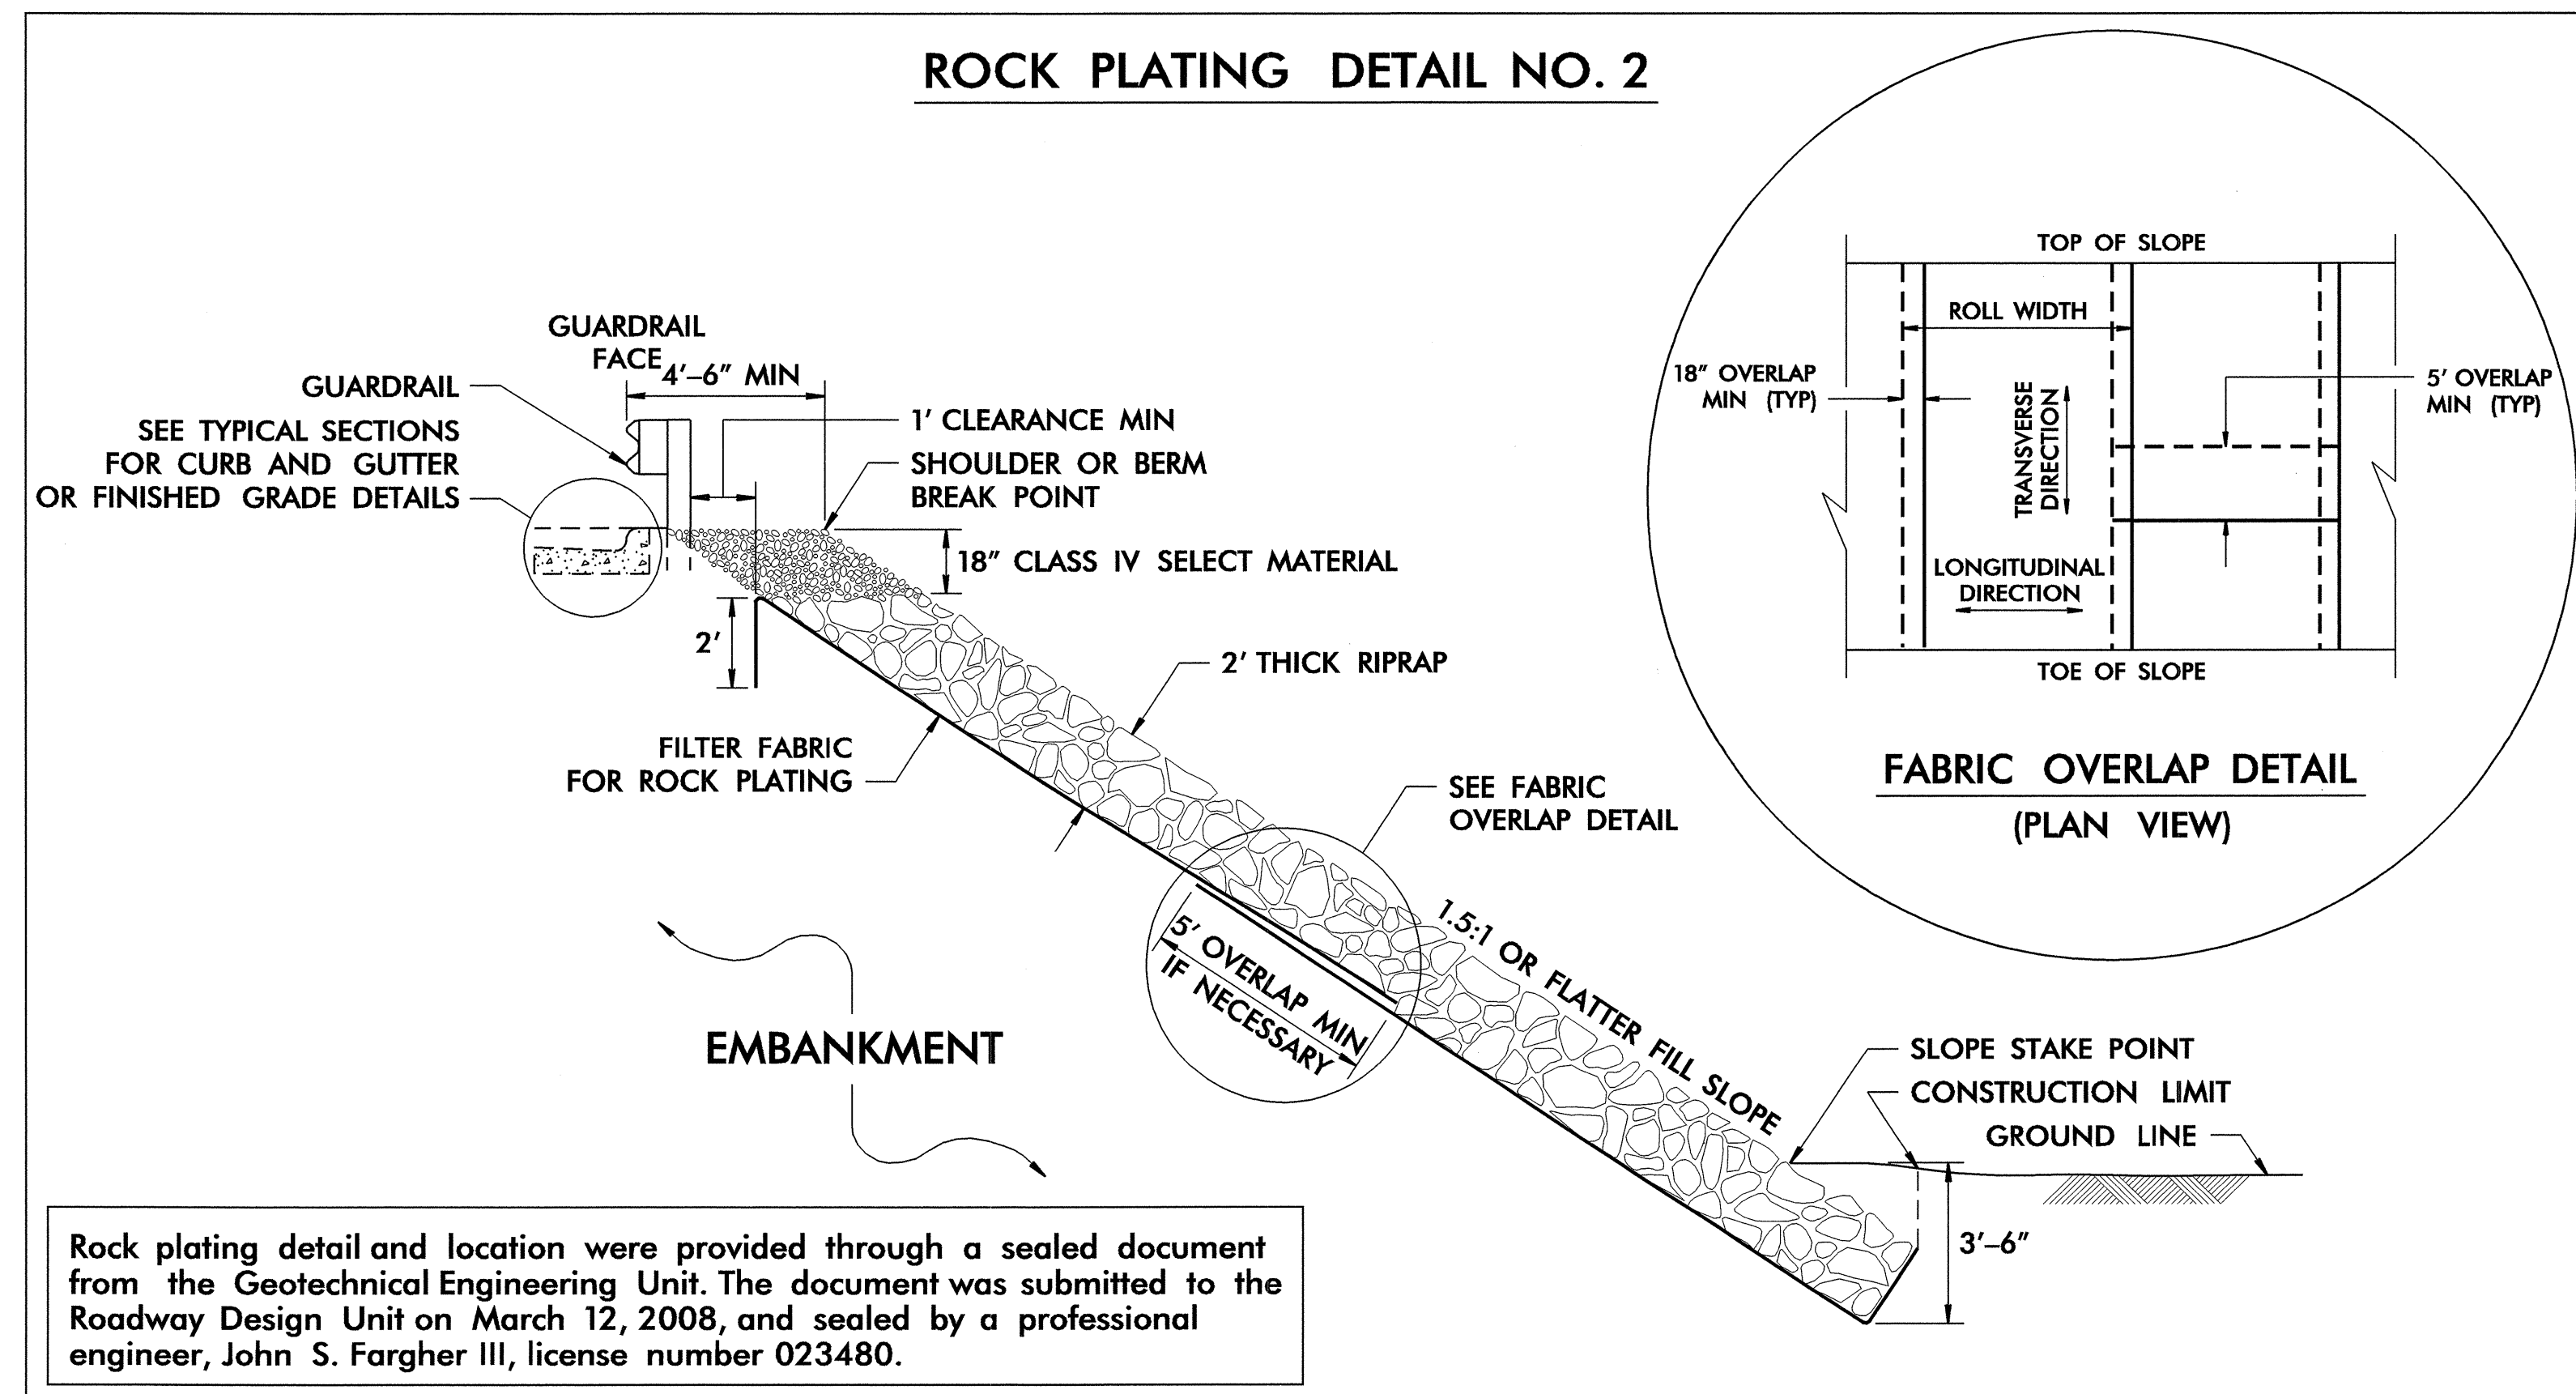 ROCK PLATING DETAIL NO. 2
GUARDRAIL
FACE
4'–6" MIN
GUARDRAIL
SEE TYPICAL SECTIONS
FOR CURB AND GUTTER
OR FINISHED GRADE DETAILS
1' CLEARANCE MIN
SHOULDER OR BERM
BREAK POINT
18" CLASS IV SELECT MATERIAL
2'
2' THICK RIPRAP
FILTER FABRIC
FOR ROCK PLATING
SEE FABRIC
OVERLAP DETAIL
5' OVERLAP MIN
IF NECESSARY
1.5:1 OR FLATTER FILL SLOPE
EMBANKMENT
SLOPE STAKE POINT
CONSTRUCTION LIMIT
GROUND LINE
3'–6"
TOP OF SLOPE
ROLL WIDTH
18" OVERLAP
MIN (TYP)
TRANSVERSE
DIRECTION
5' OVERLAP
MIN (TYP)
LONGITUDINAL
DIRECTION
TOE OF SLOPE
FABRIC OVERLAP DETAIL
(PLAN VIEW)
Rock plating detail and location were provided through a sealed document
from the Geotechnical Engineering Unit. The document was submitted to the
Roadway Design Unit on March 12, 2008, and sealed by a professional
engineer, John S. Fargher III, license number 023480.